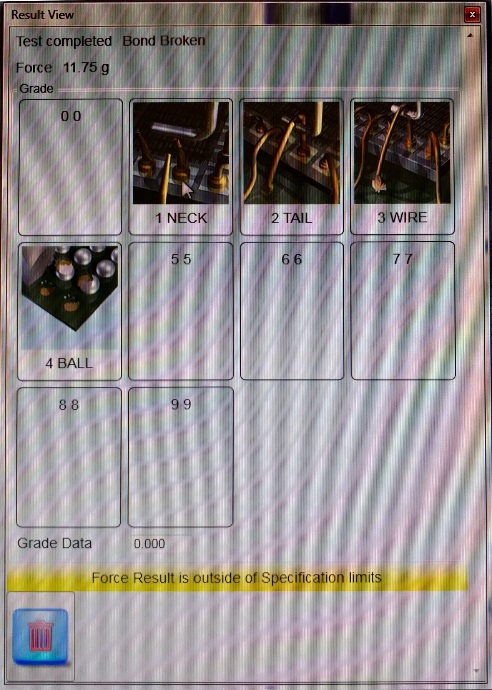 Result View
Test completed Bond Broken
Force 11.75 g
Grade
0 0
1 NECK
2 TAIL
3 WIRE
4 BALL
5 5
6 6
7 7
8 8
9 9
Grade Data 0.000
Force Result is outside of Specification limits